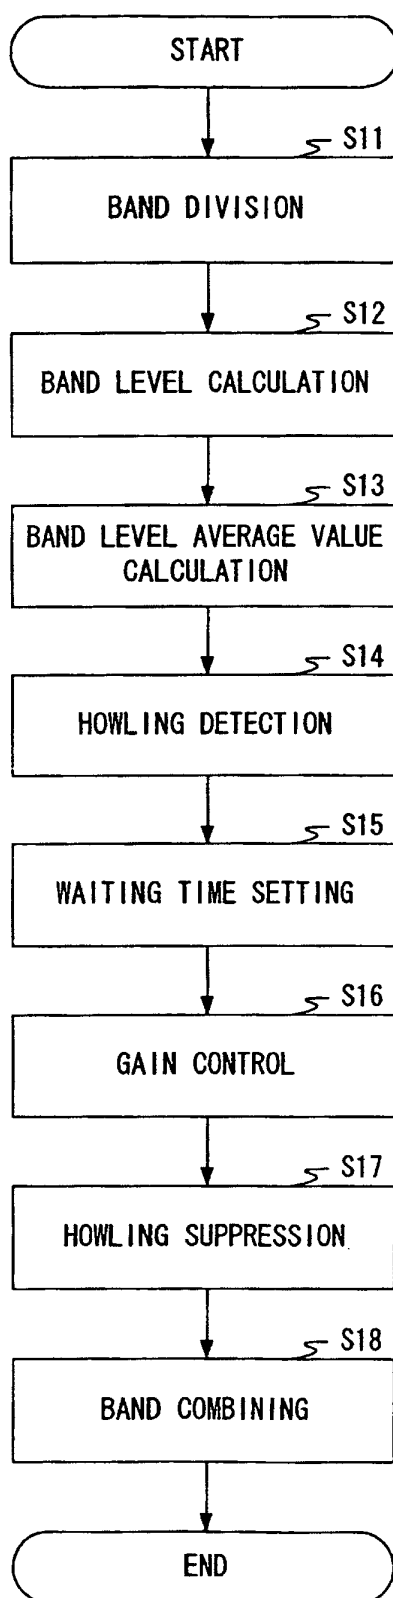 START
S11
BAND DIVISION
S12
BAND LEVEL CALCULATION
S13
BAND LEVEL AVERAGE VALUE
CALCULATION
S14
HOWLING DETECTION
S15
WAITING TIME SETTING
S16
GAIN CONTROL
S17
HOWLING SUPPRESSION
S18
BAND COMBINING
END